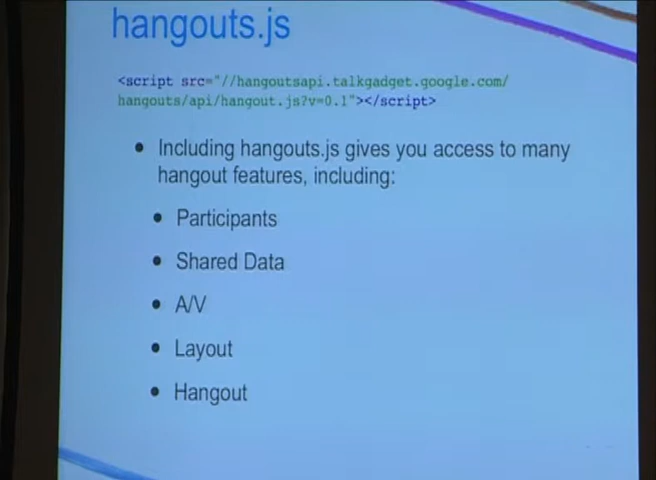 hangouts.js
<script src="//hangoutsapi.talkgadget.google.com/
hangouts/api/hangout.js?v=0.1"></script>
• Including hangouts.js gives you access to many
hangout features, including:
• Participants
• Shared Data
• A/V
• Layout
• Hangout